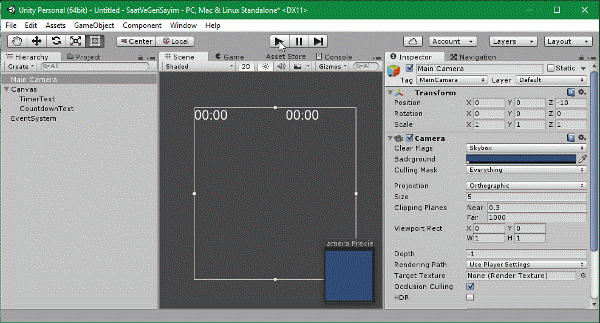 Unity Personal (64bit) - Untitled - SaatVeGeriSayim - PC, Mac & Linux Standalone* <DX11>
File Edit Assets GameObject Component Window Help
Center Local Account Layers Layout
Hierarchy Project
Create All
Main Camera
Canvas
TimerText
CountdownText
EventSystem
Scene Game Asset Store Console
Shaded 2D Gizmos All
00:00 00:00
amera Previe
Inspector Navigation
Main Camera Static
Tag MainCamera Layer Default
Transform
Position X 0 Y 0 Z -10
Rotation X 0 Y 0 Z 0
Scale X 1 Y 1 Z 1
Camera
Clear Flags Skybox
Background
Culling Mask Everything
Projection Orthographic
Size 5
Clipping Planes Near 0.3
Far 1000
Viewport Rect X 0 Y 0
W 1 H 1
Depth -1
Rendering Path Use Player Settings
Target Texture None (Render Texture)
Occlusion Culling
HDR